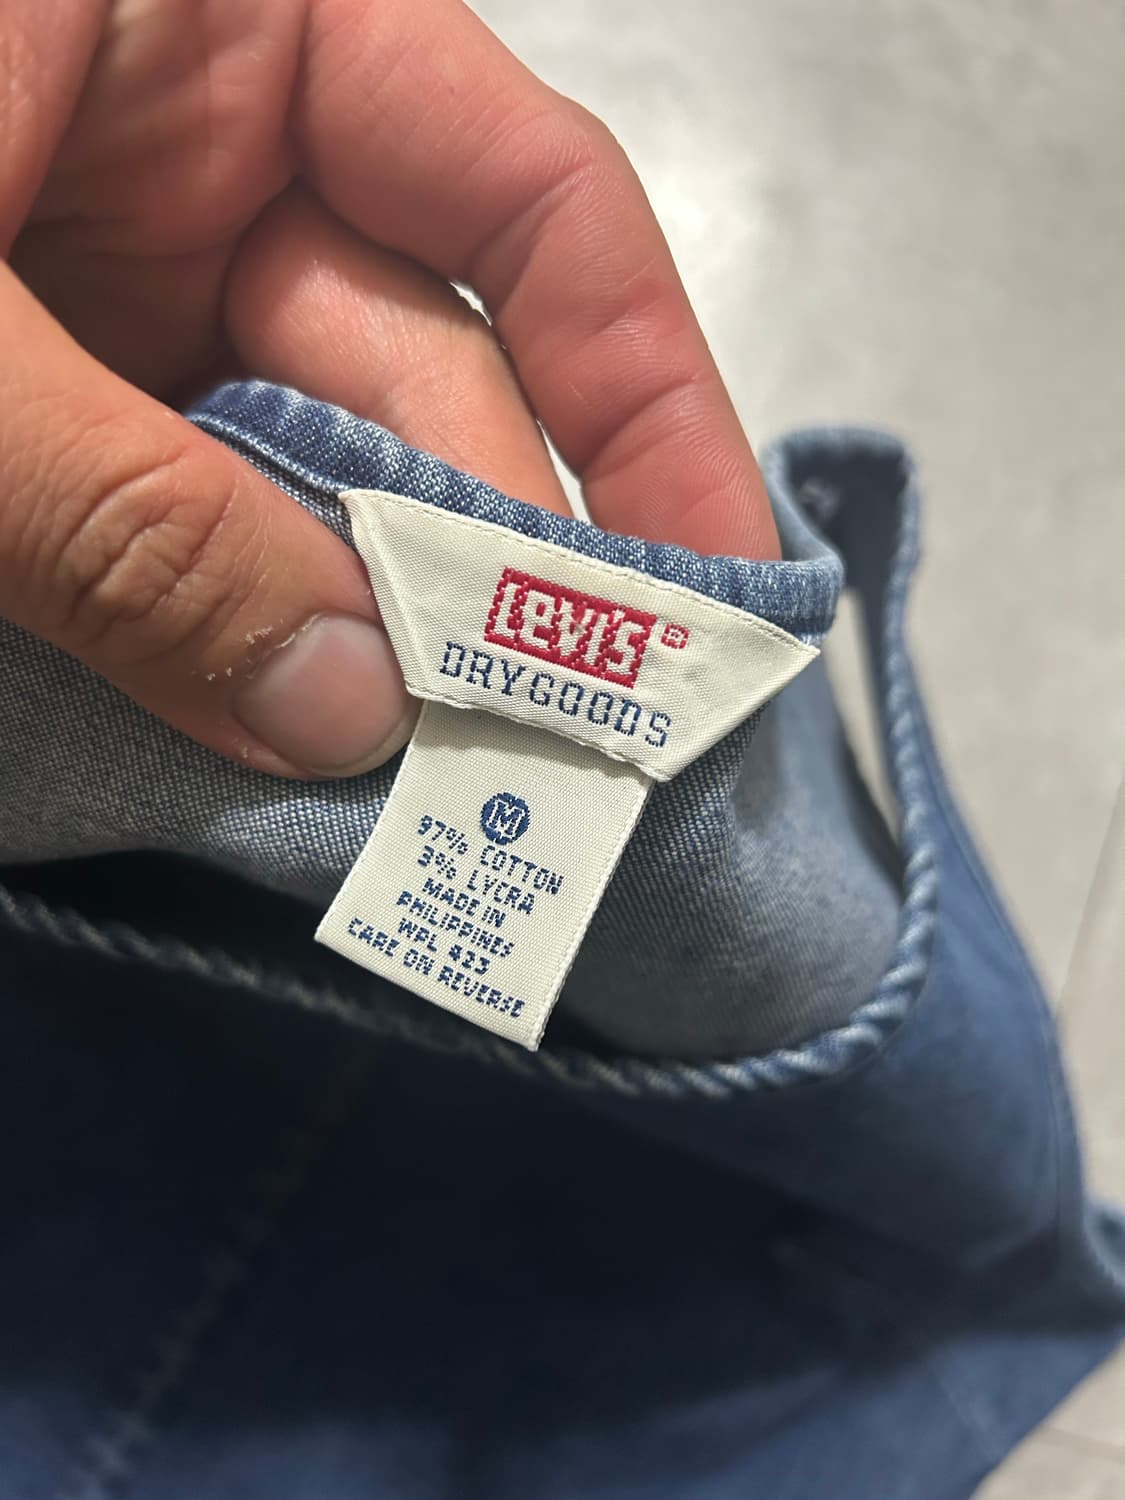 LEVI'S®
DRYGOODS
M
97% COTTON
3% LYCRA
MADE IN
PHILIPPINES
WPL 423
CARE ON REVERSE